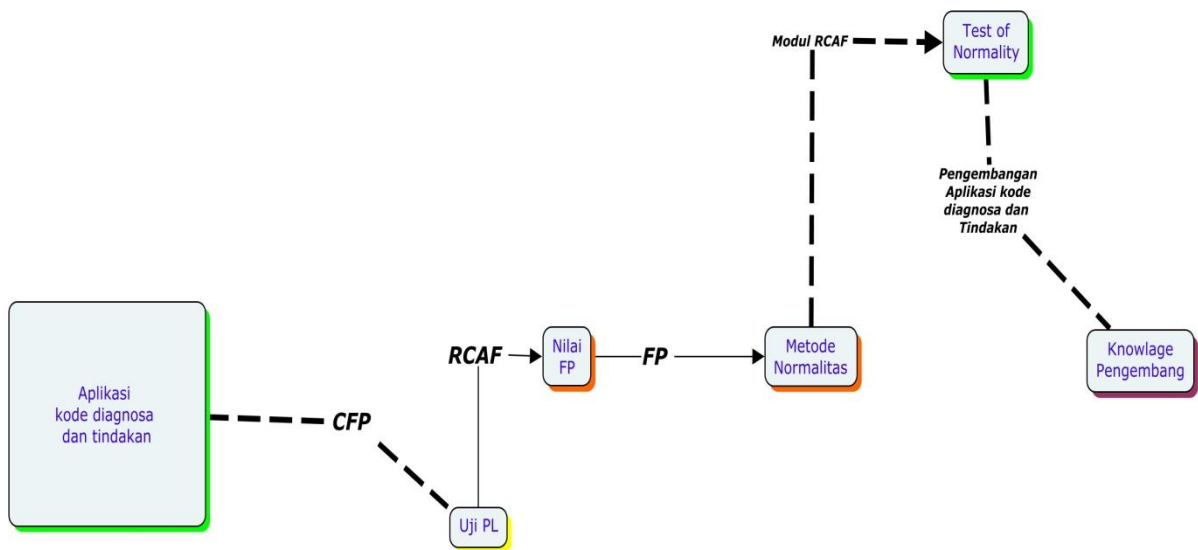 Aplikasi
kode diagnosa
dan tindakan
CFP
Uji PL
RCAF
Nilai
FP
FP
Metode
Normalitas
Modul RCAF
Test of
Normality
Pengembangan
Aplikasi kode
diagnosa dan
Tindakan
Knowlage
Pengembang